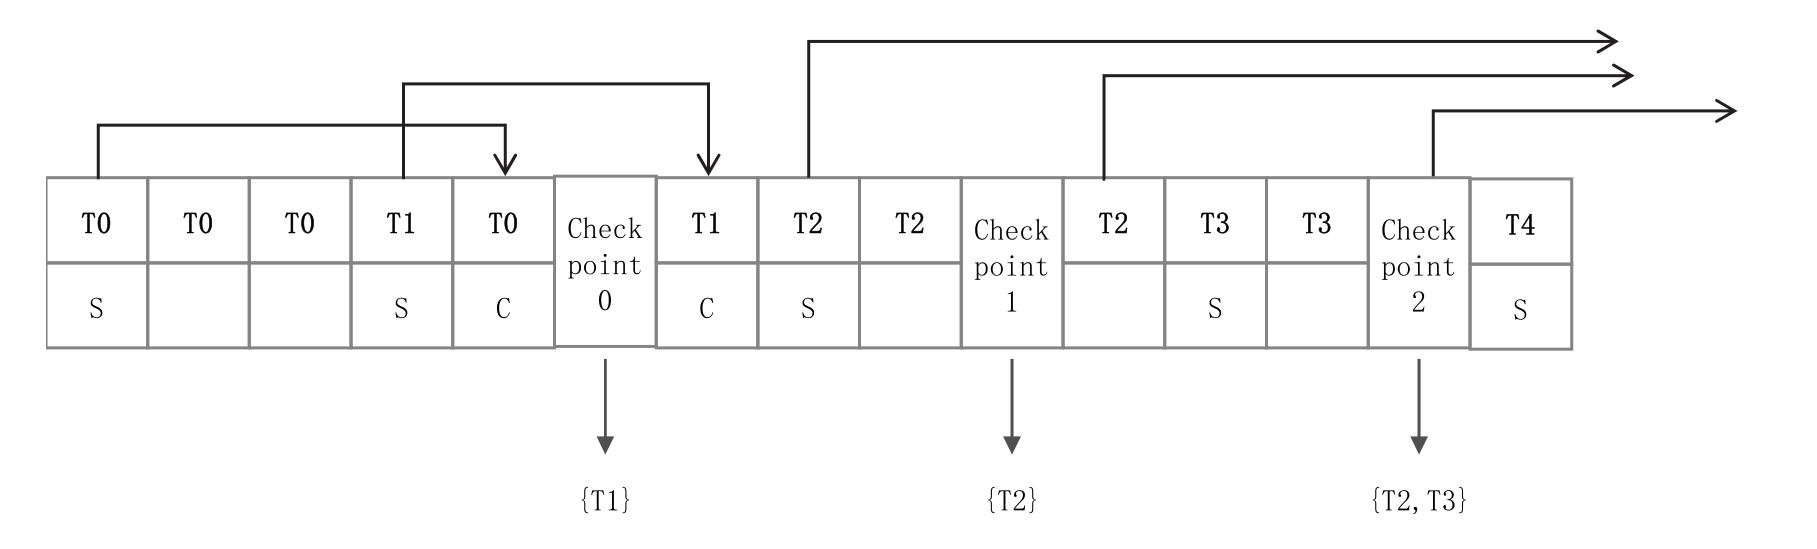 T0 T0 T0 T1 T0 Check point 0 T1 T2 T2 Check point 1 T2 T3 T3 Check point 2 T4
S S C C S S S
{T1} {T2} {T2,T3}